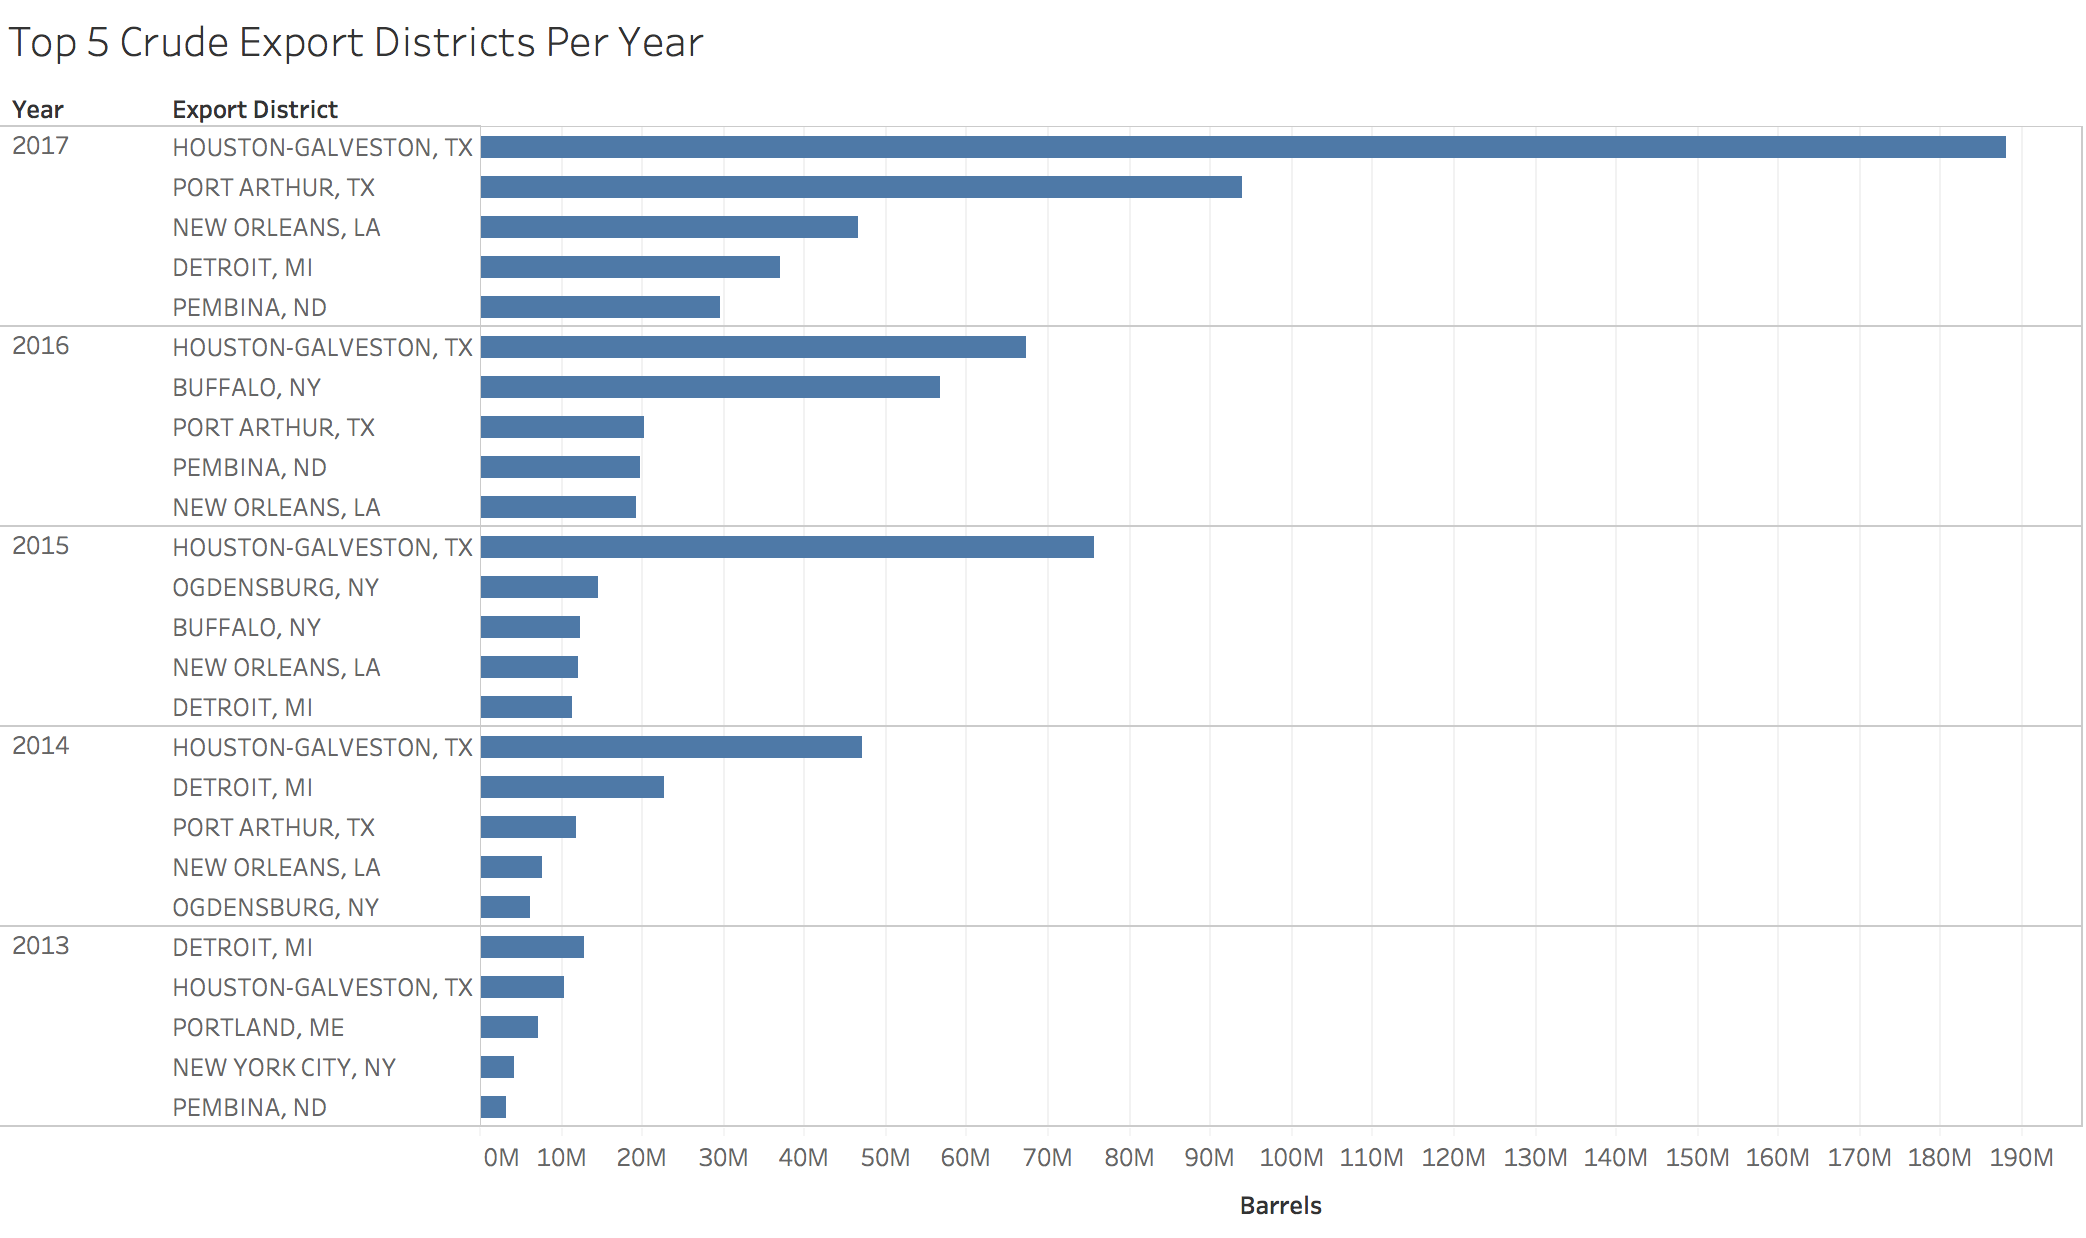 Top 5 Crude Export Districts Per Year
Year Export District
2017 HOUSTON-GALVESTON, TX
PORT ARTHUR, TX
NEW ORLEANS, LA
DETROIT, MI
PEMBINA, ND
2016 HOUSTON-GALVESTON, TX
BUFFALO, NY
PORT ARTHUR, TX
PEMBINA, ND
NEW ORLEANS, LA
2015 HOUSTON-GALVESTON, TX
OGDENSBURG, NY
BUFFALO, NY
NEW ORLEANS, LA
DETROIT, MI
2014 HOUSTON-GALVESTON, TX
DETROIT, MI
PORT ARTHUR, TX
NEW ORLEANS, LA
OGDENSBURG, NY
2013 DETROIT, MI
HOUSTON-GALVESTON, TX
PORTLAND, ME
NEW YORK CITY, NY
PEMBINA, ND
0M 10M 20M 30M 40M 50M 60M 70M 80M 90M 100M 110M 120M 130M 140M 150M 160M 170M 180M 190M
Barrels